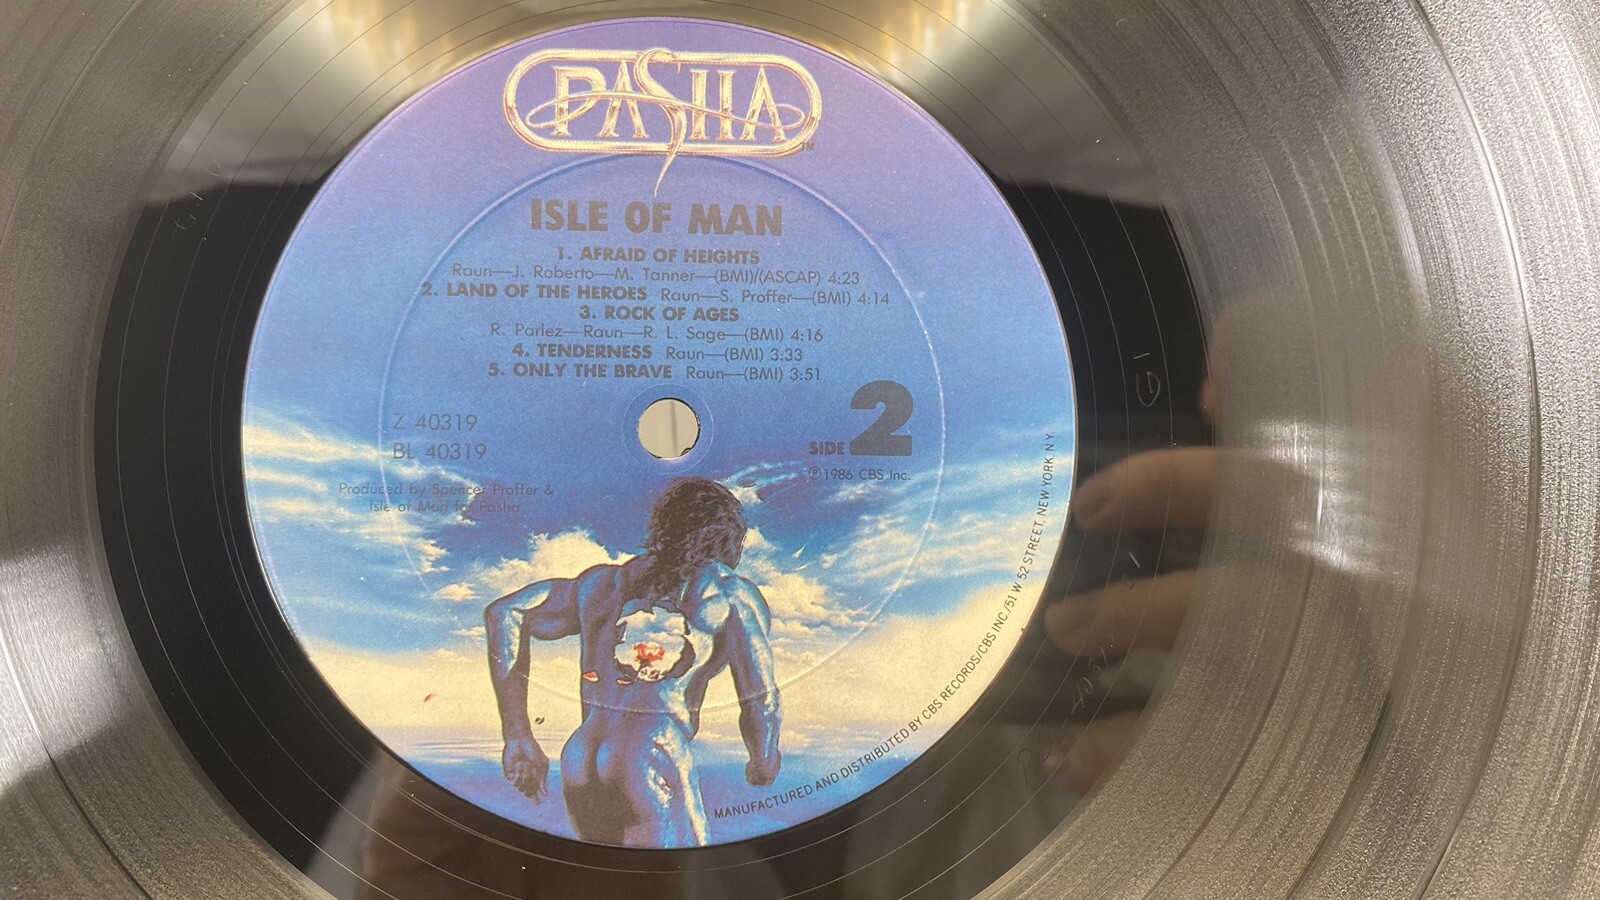 PASHA
TM
ISLE OF MAN
1. AFRAID OF HEIGHTS
Raun—J. Roberto—M. Tanner—(BMI)/(ASCAP) 4:23
2. LAND OF THE HEROES Raun—S. Proffer—(BMI) 4:14
3. ROCK OF AGES
R. Parlez—Raun—R. L. Sage—(BMI) 4:16
4. TENDERNESS Raun—(BMI) 3:33
5. ONLY THE BRAVE Raun—(BMI) 3:51
Z 40319
BL 40319
SIDE 2
℗1986 CBS Inc.
Produced by Spencer Proffer &
Isle of Man for Pasha
MANUFACTURED AND DISTRIBUTED BY CBS RECORDS/CBS INC./51 W 52 STREET, NEW YORK, N.Y.